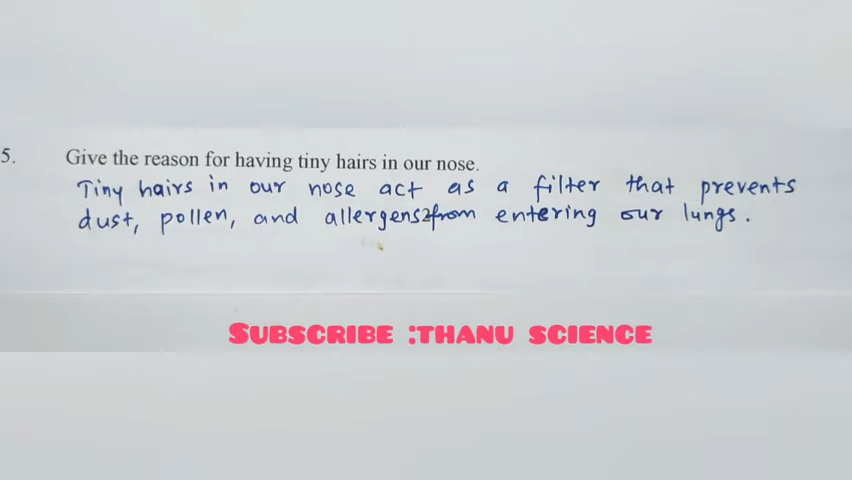 5. Give the reason for having tiny hairs in our nose.
Tiny hairs in our nose act as a filter that prevents
dust, pollen, and allergens from entering our lungs.
SUBSCRIBE :THANU SCIENCE